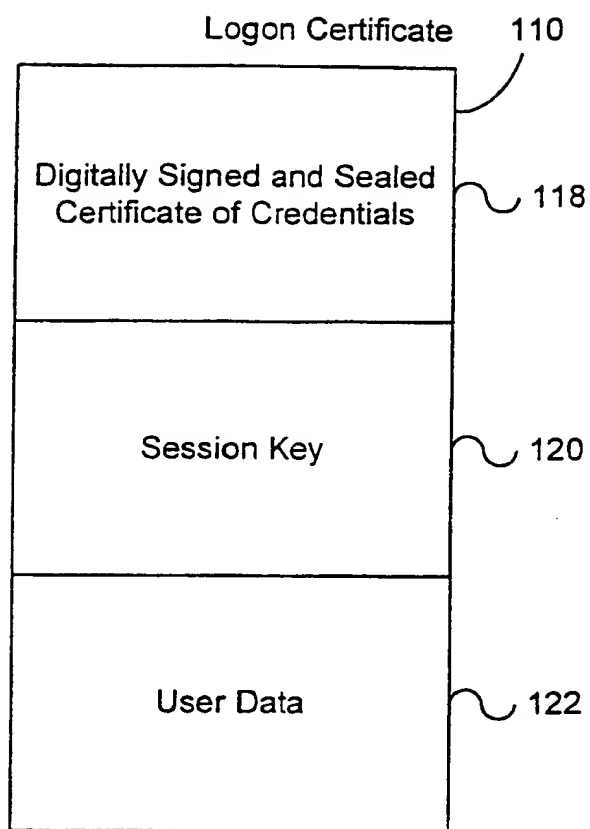 Logon Certificate 110
Digitally Signed and Sealed
Certificate of Credentials
118
Session Key
120
User Data
122